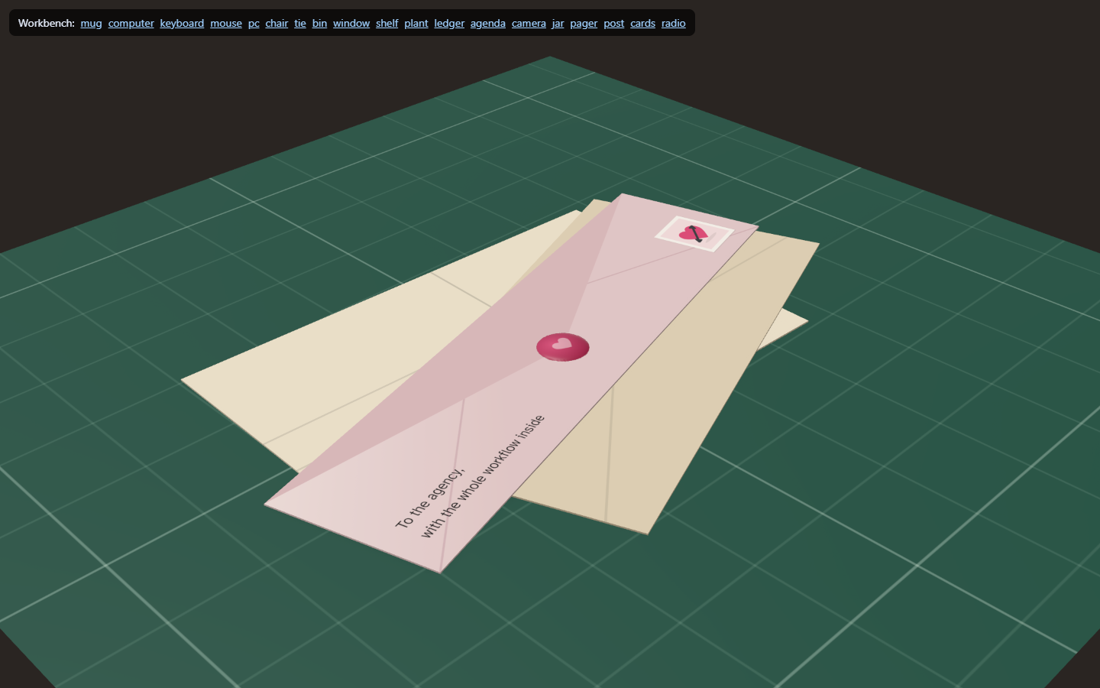 Workbench: mug computer keyboard mouse pc chair tie bin window shelf plant ledger agenda camera jar pager post cards radio
To the agency,
with the whole workflow inside